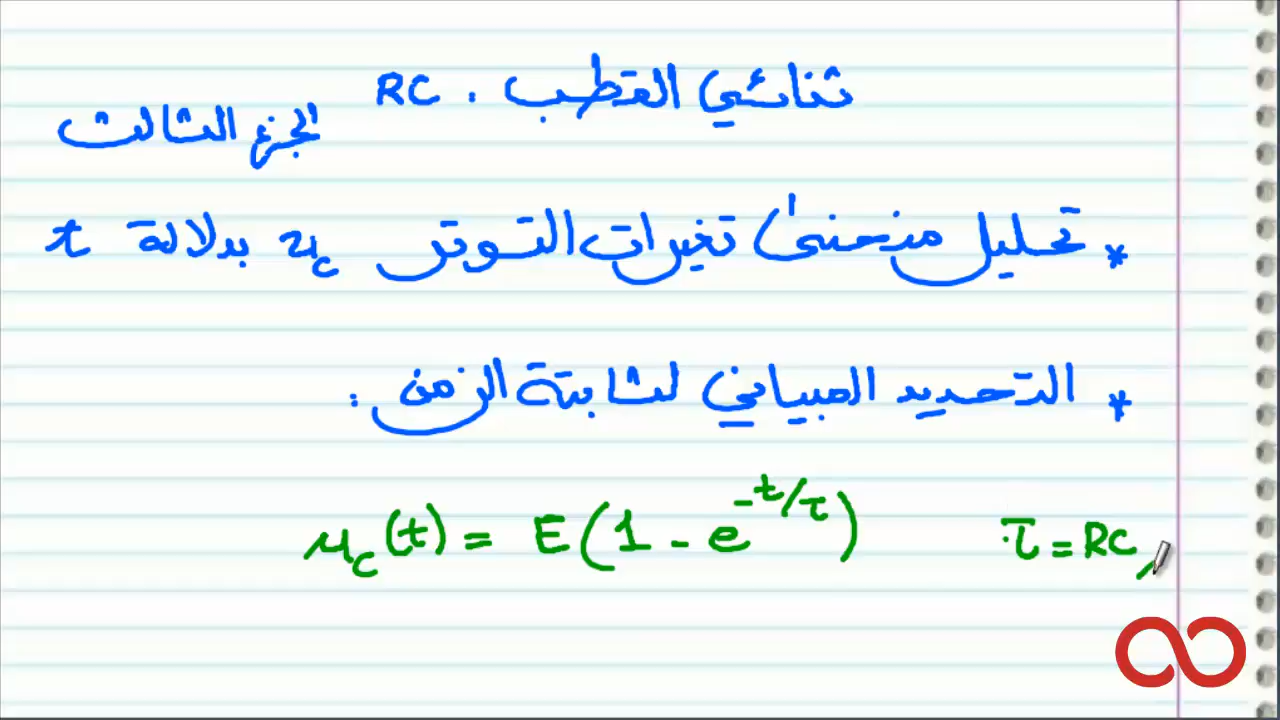 ثنائي القطب . RC
الجزء الثالث
* تحليل منحنى تغيرات التوتر uc بدلالة t
* التحديد المبياني لثابتة الزمن :
uc(t) = E(1 - e^-t/τ) τ = RC